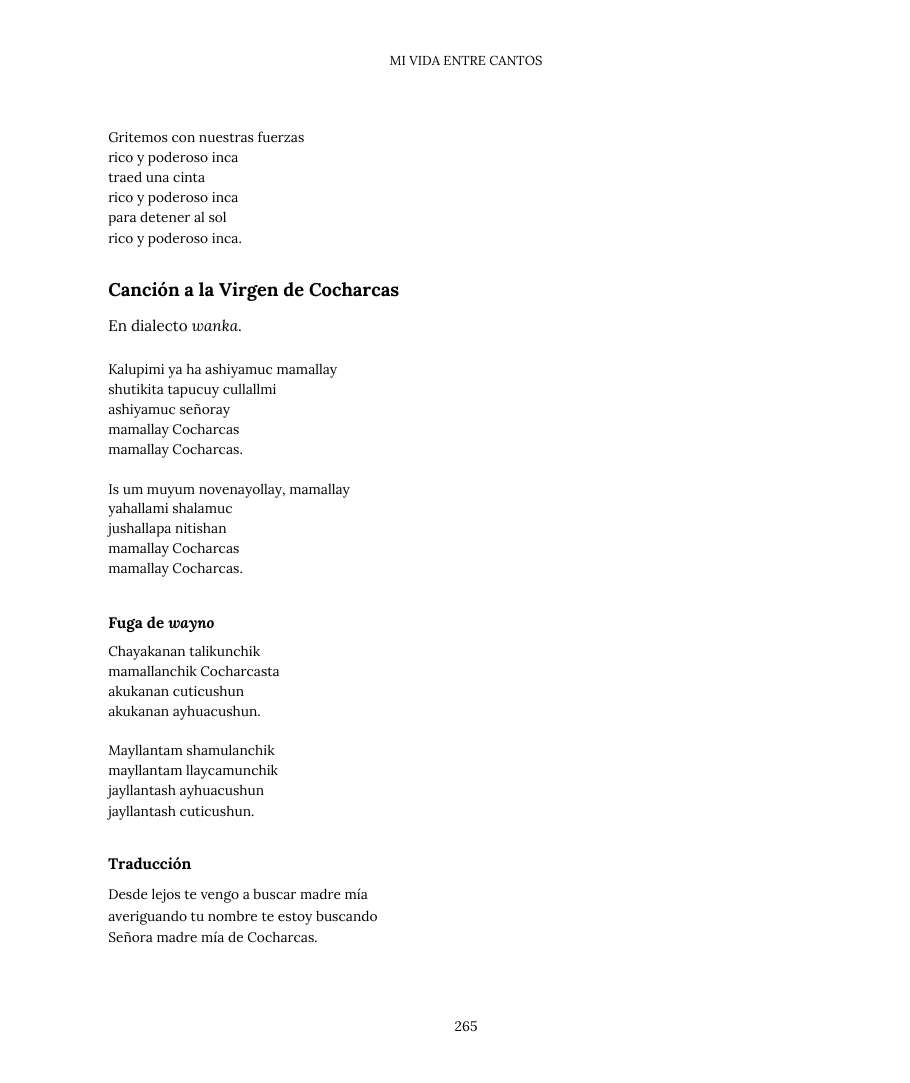 MI VIDA ENTRE CANTOS
Gritemos con nuestras fuerzas
rico y poderoso inca
traed una cinta
rico y poderoso inca
para detener al sol
rico y poderoso inca.
Canción a la Virgen de Cocharcas
En dialecto wanka.
Kalupimi ya ha ashiyamuc mamallay
shutikita tapucuy cullallmi
ashiyamuc señoray
mamallay Cocharcas
mamallay Cocharcas.
Is um muyum novenayollay, mamallay
yahallami shalamuc
jushallapa nitishan
mamallay Cocharcas
mamallay Cocharcas.
Fuga de wayno
Chayakanan talikunchik
mamallanchik Cocharcasta
akukanan cuticushun
akukanan ayhuacushun.
Mayllantam shamulanchik
mayllantam llaycamunchik
jayllantash ayhuacushun
jayllantash cuticushun.
Traducción
Desde lejos te vengo a buscar madre mía
averiguando tu nombre te estoy buscando
Señora madre mía de Cocharcas.
265